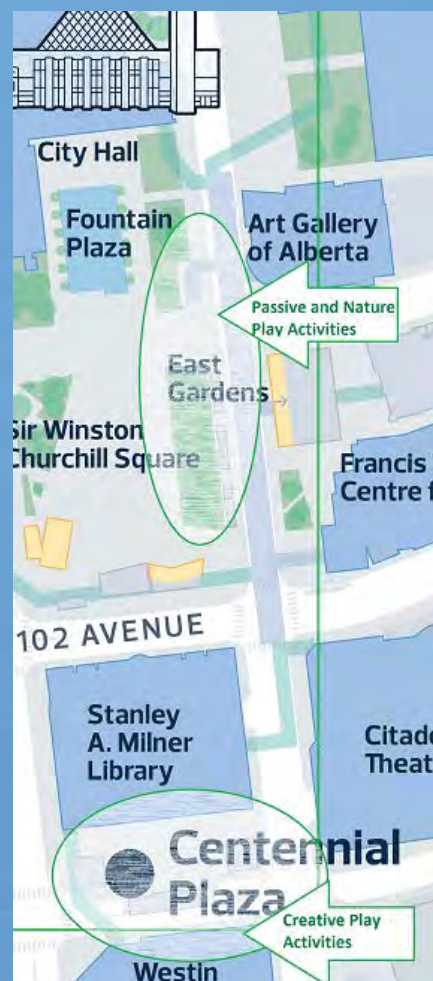 City Hall
Fountain
Plaza
Art Gallery
of Alberta
Passive and Nature
Play Activities
East
Gardens
Sir Winston
Churchill Square
Francis
Centre f
102 AVENUE
Stanley
A. Milner
Library
Citade
Theat
Centennial
Plaza
Creative Play
Activities
Westin